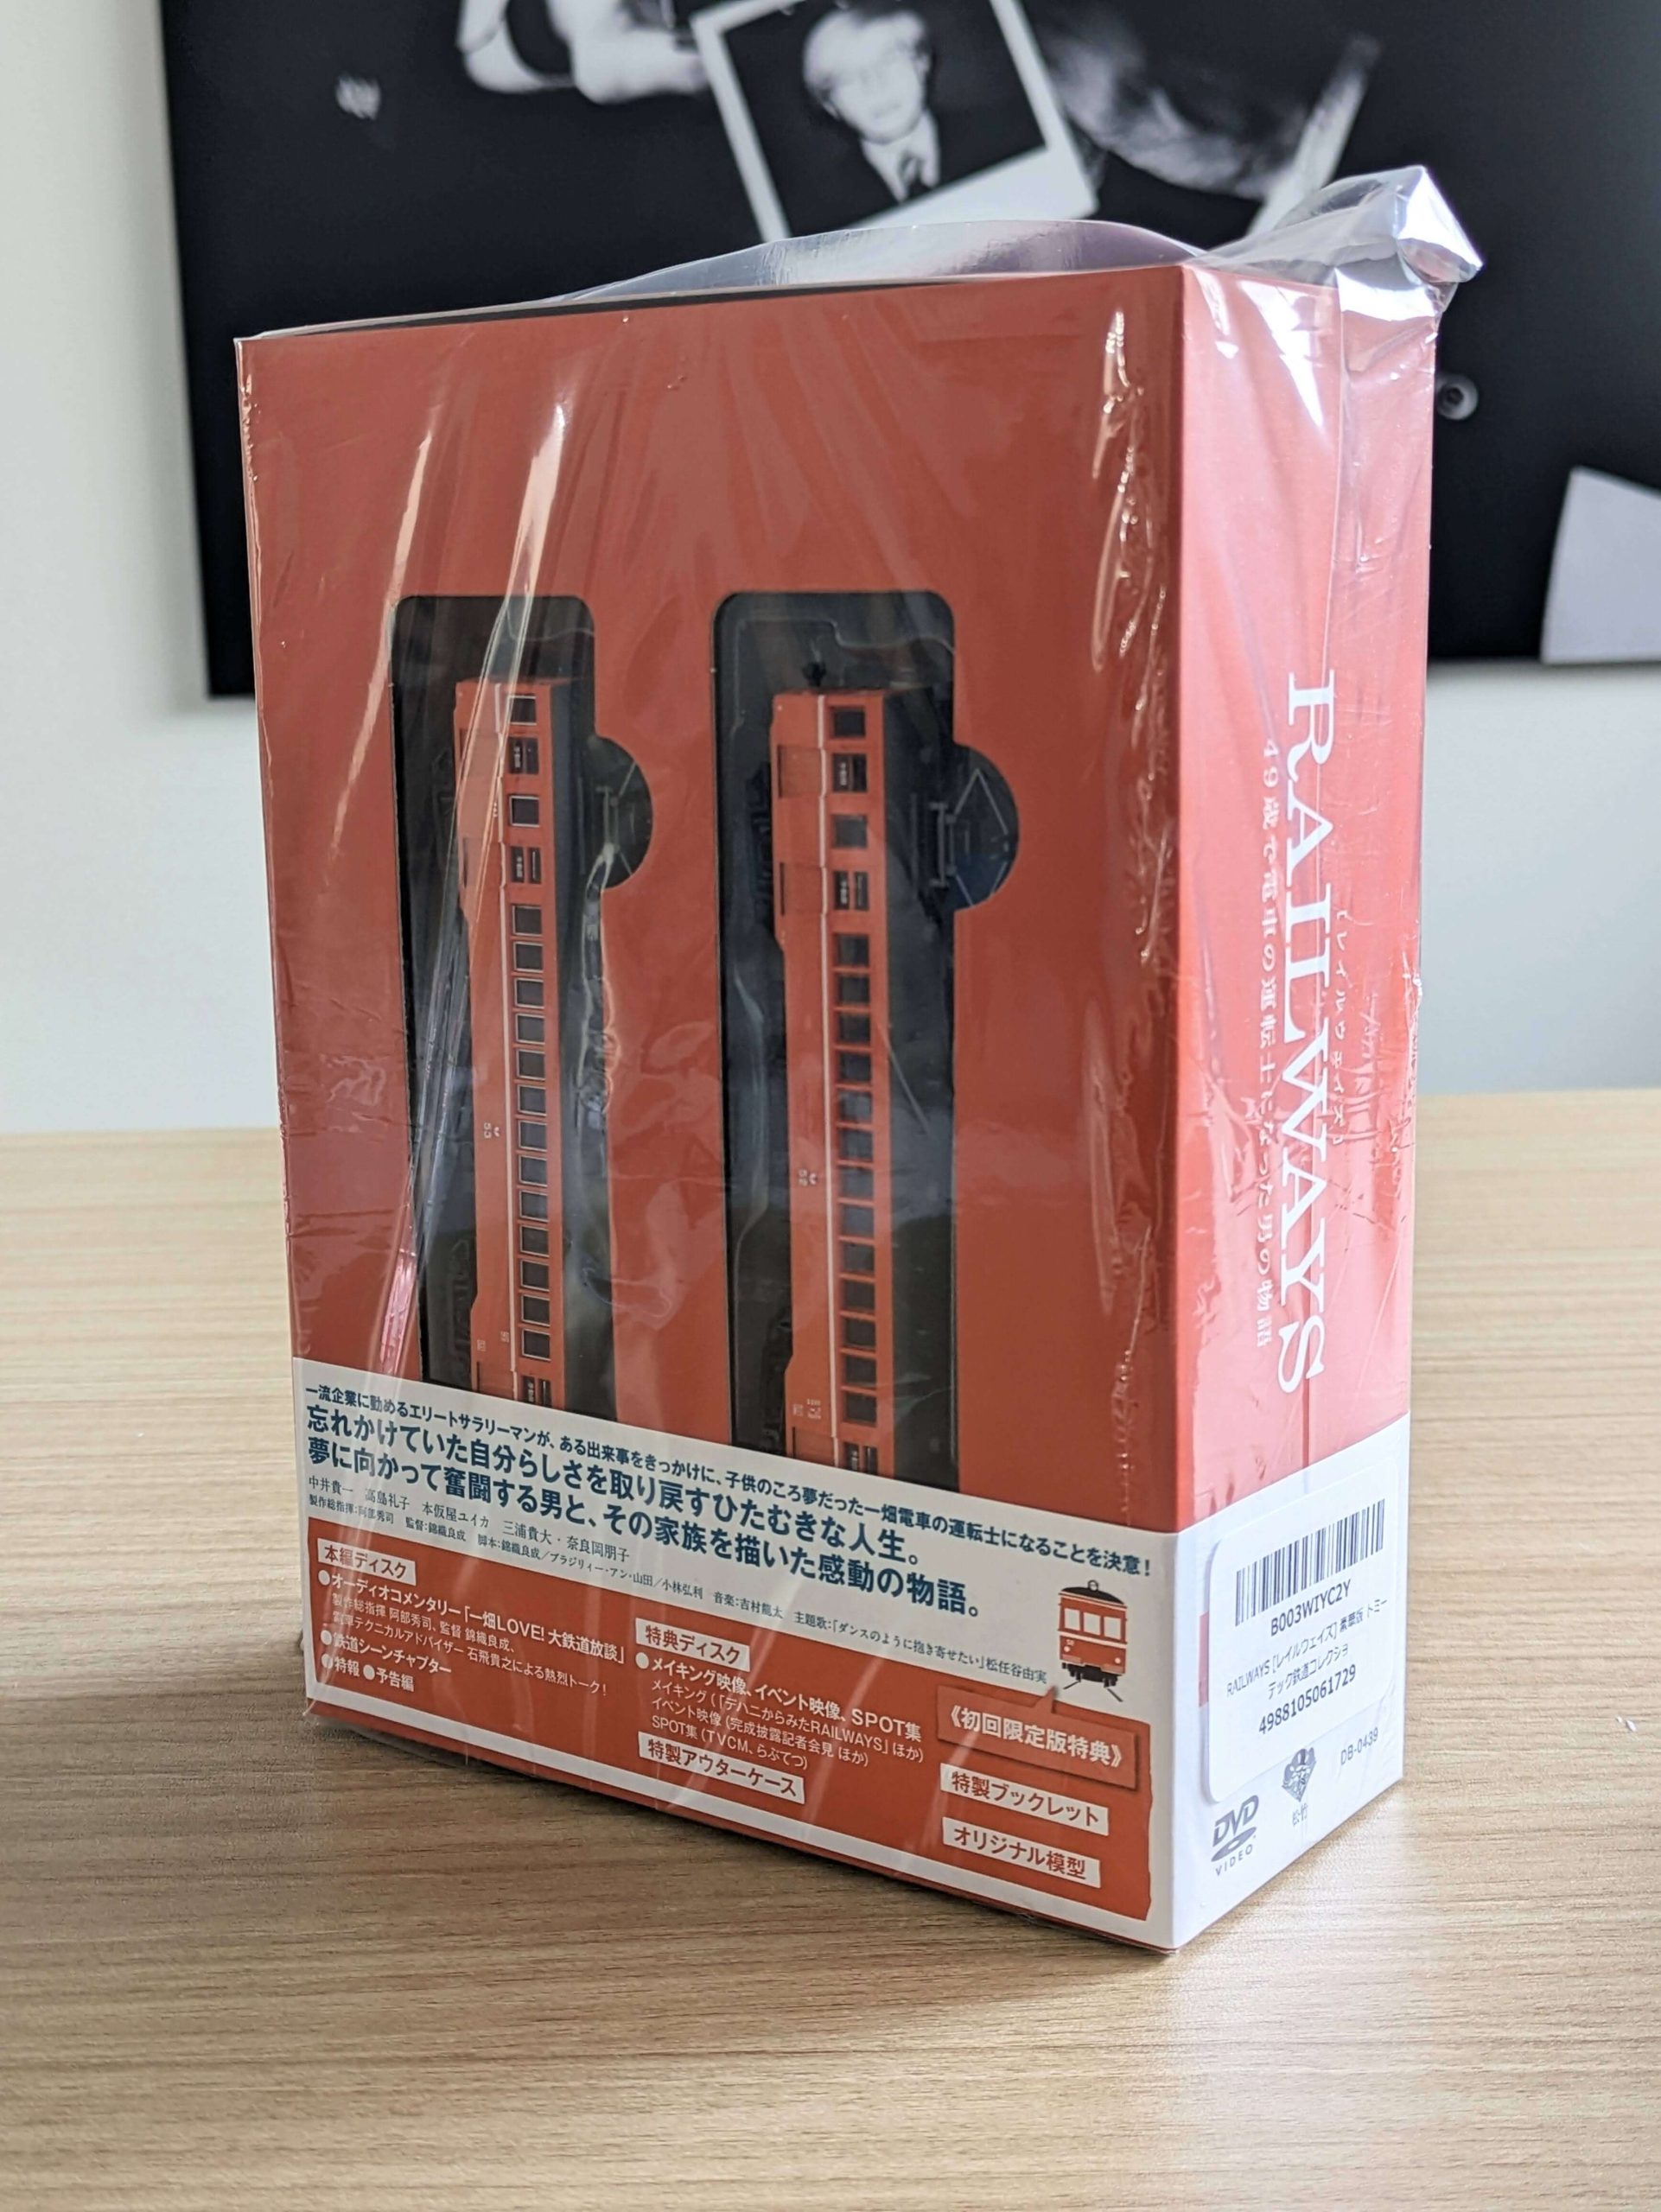 一流企業に勤めるエリートサラリーマンが、ある出来事をきっかけに、子供のころ夢だった一畑電車の運転士になることを決意!
忘れかけていた自分らしさを取り戻すひたむきな人生。
夢に向かって奮闘する男と、その家族を描いた感動の物語。
中井貴一 高島礼子 本仮屋ユイカ 三浦貴大・奈良岡朋子
製作総指揮:阿部秀司 監督:錦織良成 脚本:錦織良成/ブラジリィー・アン・山田/小林弘利 音楽:吉村龍太 主題歌:「ダンスのように抱き寄せたい」松任谷由実
本編ディスク
●オーディオコメンタリー「一畑LOVE! 大鉄道放談」
製作総指揮 阿部秀司、監督 錦織良成、
電車テクニカルアドバイザー 石飛貴之による熱烈トーク!
●鉄道シーンチャプター
●特報 ●予告編
特典ディスク
●メイキング映像、イベント映像、SPOT集
メイキング(「デハニからみたRAILWAYS」ほか)
イベント映像(完成披露記者会見 ほか)
SPOT集(TVCM、らぶてつ)
特製アウターケース
《初回限定版特典》
特製ブックレット
オリジナル模型
RAILWAYS
[レイルウェイズ]
49歳で電車の運転士になった男の物語
B003WIYC2Y
RAILWAYS [レイルウェイズ] 豪華版 トミー
テック鉄道コレクショ
4988105061729
DVD
VIDEO
松竹
DB-0439